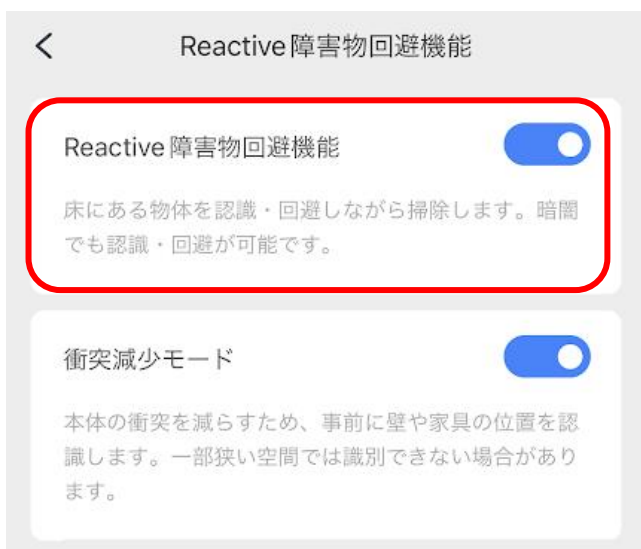 Reactive障害物回避機能
Reactive障害物回避機能
床にある物体を認識・回避しながら掃除します。暗闇
でも認識・回避が可能です。
衝突減少モード
本体の衝突を減らすため、事前に壁や家具の位置を認
識します。一部狭い空間では識別できない場合があり
ます。